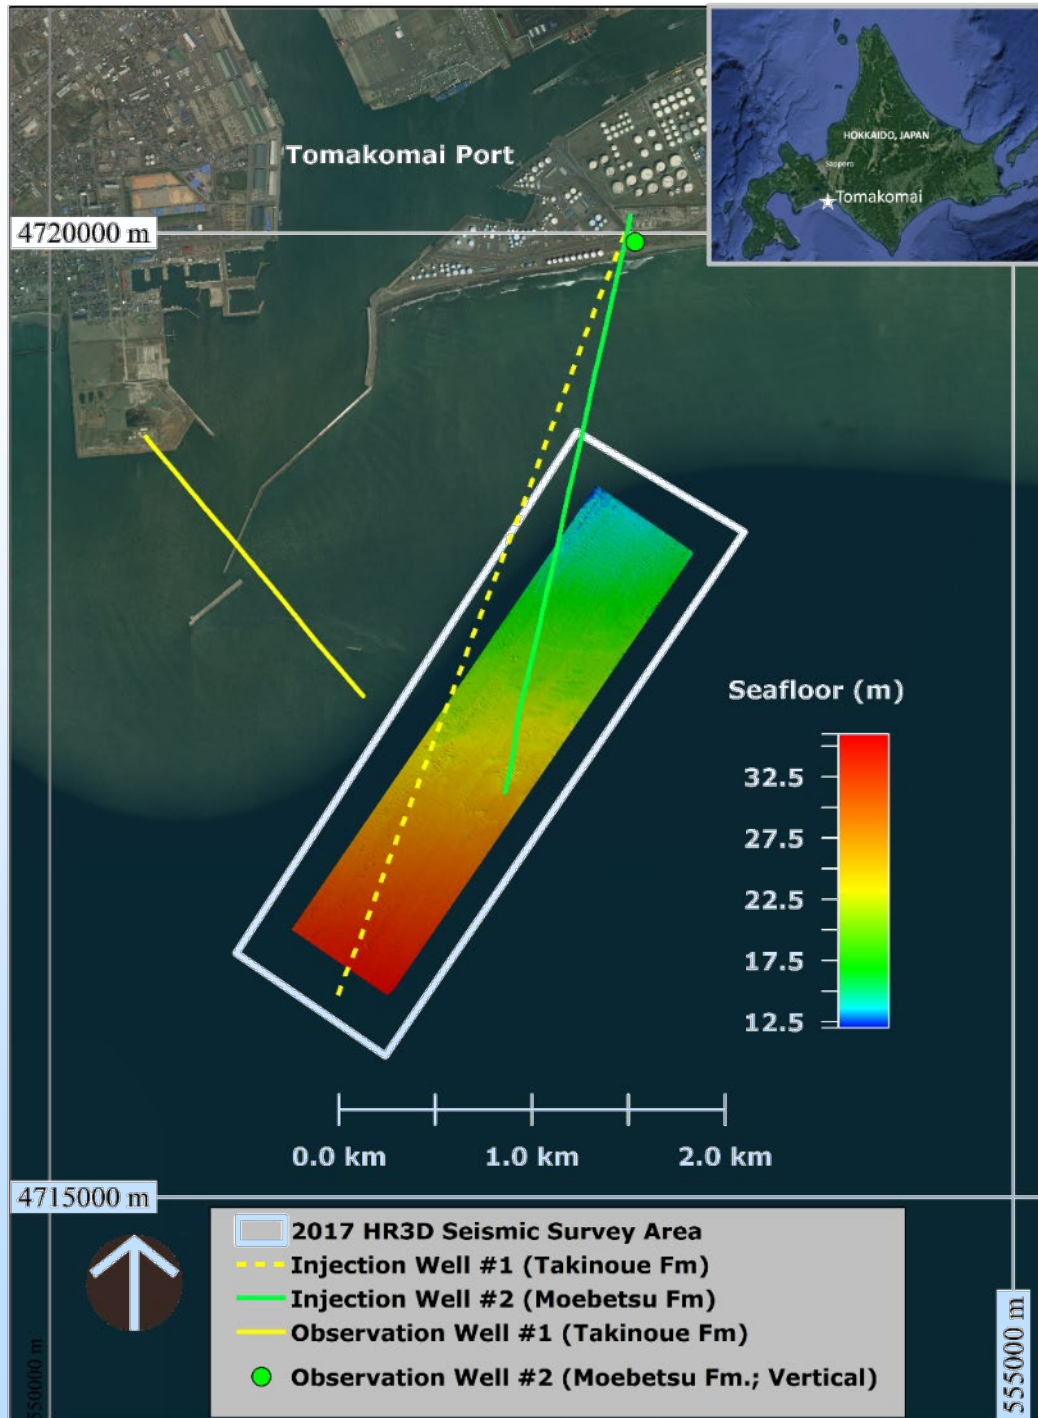 HOKKAIDO, JAPAN
Sapporo
Tomakomai
Tomakomai Port
4720000 m
Seafloor (m)
32.5
27.5
22.5
17.5
12.5
0.0 km 1.0 km 2.0 km
4715000 m
2017 HR3D Seismic Survey Area
Injection Well #1 (Takinoue Fm)
Injection Well #2 (Moebetsu Fm)
Observation Well #1 (Takinoue Fm)
Observation Well #2 (Moebetsu Fm.; Vertical)
550000 m
555000 m